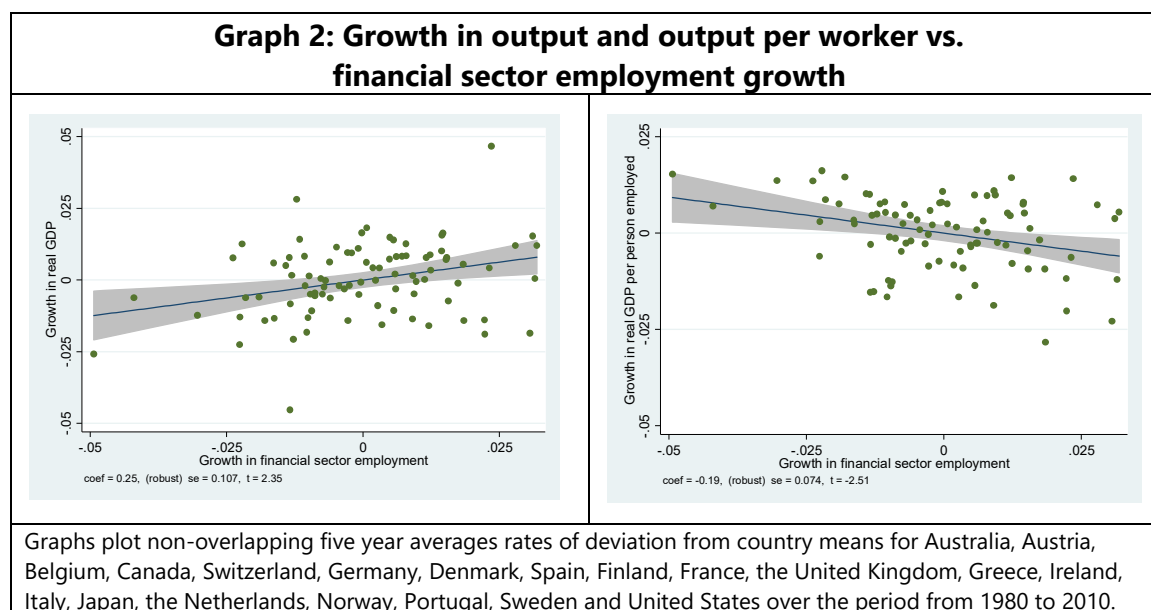 Graph 2: Growth in output and output per worker vs.
financial sector employment growth
Growth in real GDP
.05
.025
0
-.025
-.05
-.05
-.025
0
.025
Growth in financial sector employment
coef = 0.25, (robust) se = 0.107, t = 2.35
Growth in real GDP per person employed
.025
0
-.025
-.05
-.05
-.025
0
.025
Growth in financial sector employment
coef = -0.19, (robust) se = 0.074, t = -2.51
Graphs plot non-overlapping five year averages rates of deviation from country means for Australia, Austria,
Belgium, Canada, Switzerland, Germany, Denmark, Spain, Finland, France, the United Kingdom, Greece, Ireland,
Italy, Japan, the Netherlands, Norway, Portugal, Sweden and United States over the period from 1980 to 2010.